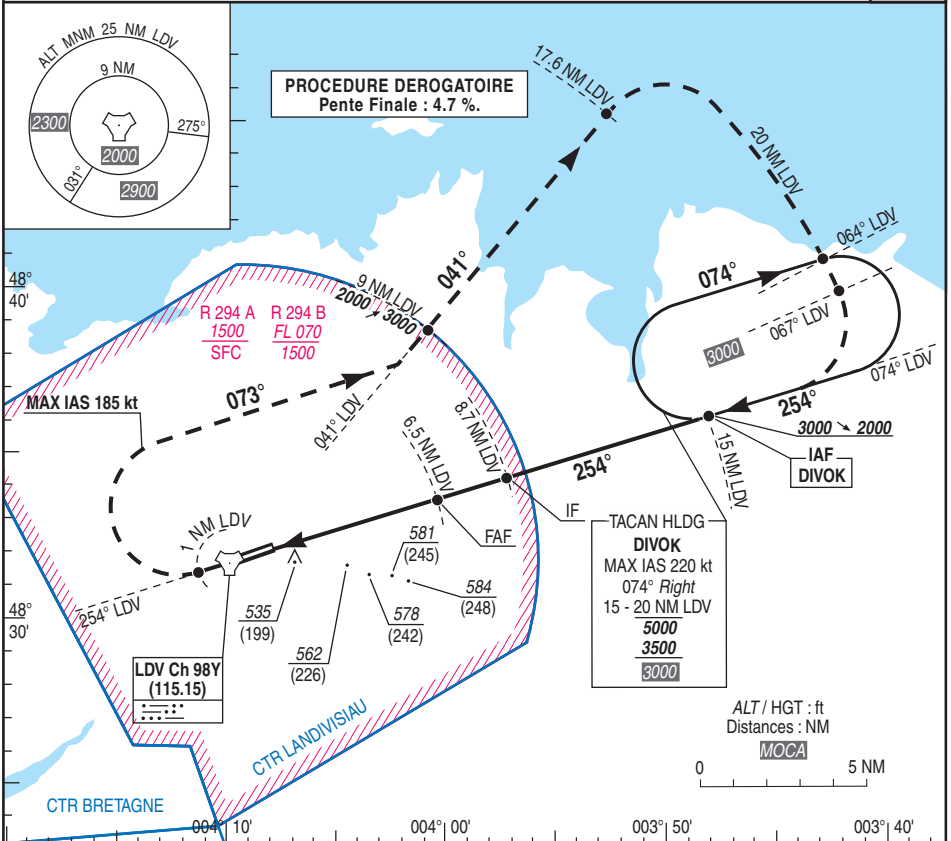 ALT MNM 25 NM LDV
9 NM
2300
275°
2000
031°
2900
PROCEDURE DEROGATOIRE
Pente Finale : 4.7 %.
17.6 NM LDV
20 NM LDV
064° LDV
48°
40'
041°
074°
9 NM LDV
2000 3000
R 294 A
1500
SFC
R 294 B
FL 070
1500
067° LDV
3000
074° LDV
MAX IAS 185 kt
073°
041° LDV
254°
3000 ↘ 2000
8.7 NM LDV
6.5 NM LDV
254°
15 NM LDV
IAF
DIVOK
IF
FAF
1 NM LDV
TACAN HLDG
DIVOK
MAX IAS 220 kt
074° Right
15 - 20 NM LDV
5000
3500
3000
581
(245)
584
(248)
578
(242)
535
(199)
562
(226)
254° LDV
48°
30'
LDV Ch 98Y
(115.15)
ALT / HGT : ft
Distances : NM
MOCA
0 5 NM
CTR LANDIVISIAU
CTR BRETAGNE
004° 10' 004° 00' 003° 50' 003° 40'